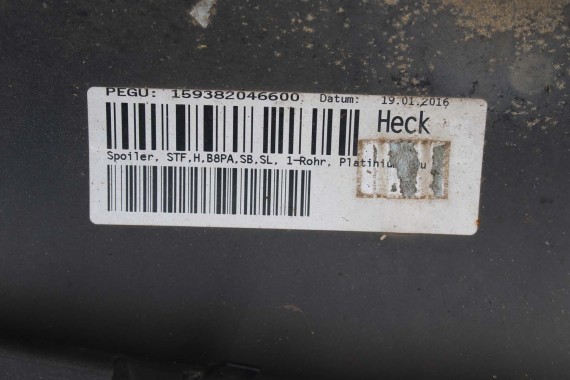 PEGU: 159382046600 Datum: 19.01.2016
Heck
Spoiler, STF,H,B8PA,SB,SL, 1-Rohr,